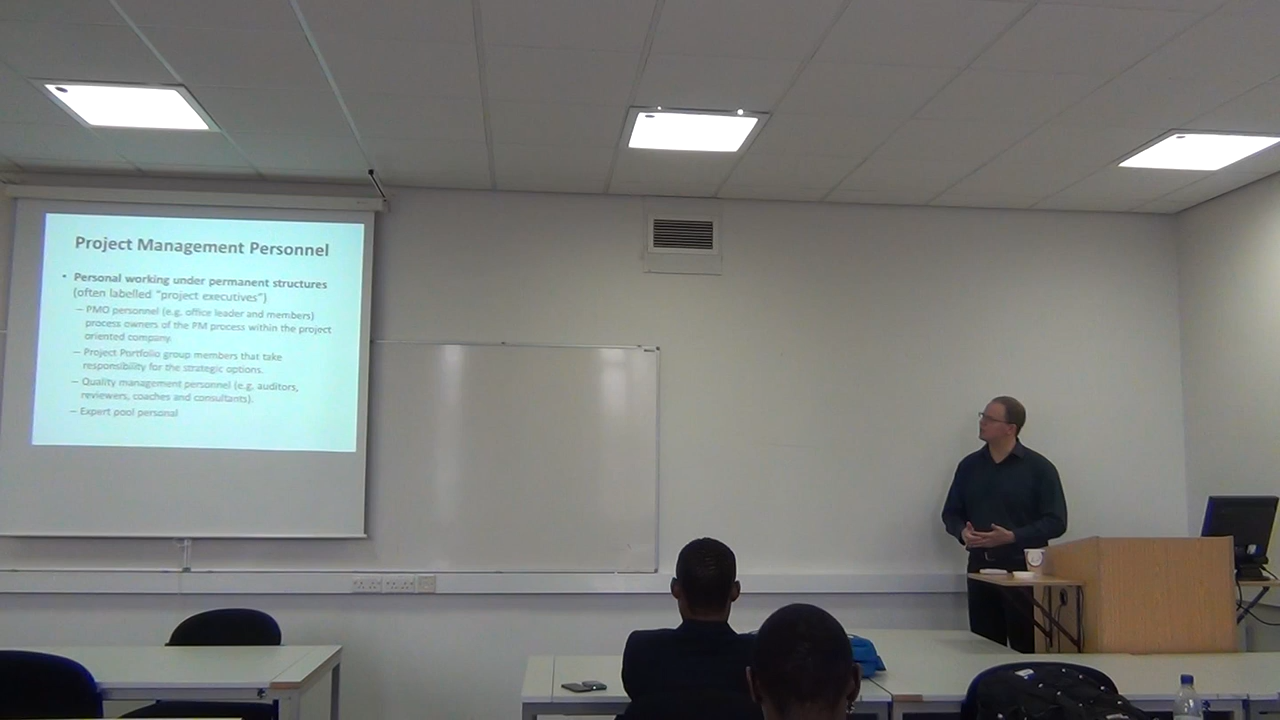 Project Management Personnel
• Personal working under permanent structures
(often labelled "project executives")
– PMO personnel (e.g. office leader and members)
process owners of the PM process within the project
oriented company.
– Project Portfolio group members that take
responsibility for the strategic options.
– Quality management personnel (e.g. auditors,
reviewers, coaches and consultants).
– Expert pool personal